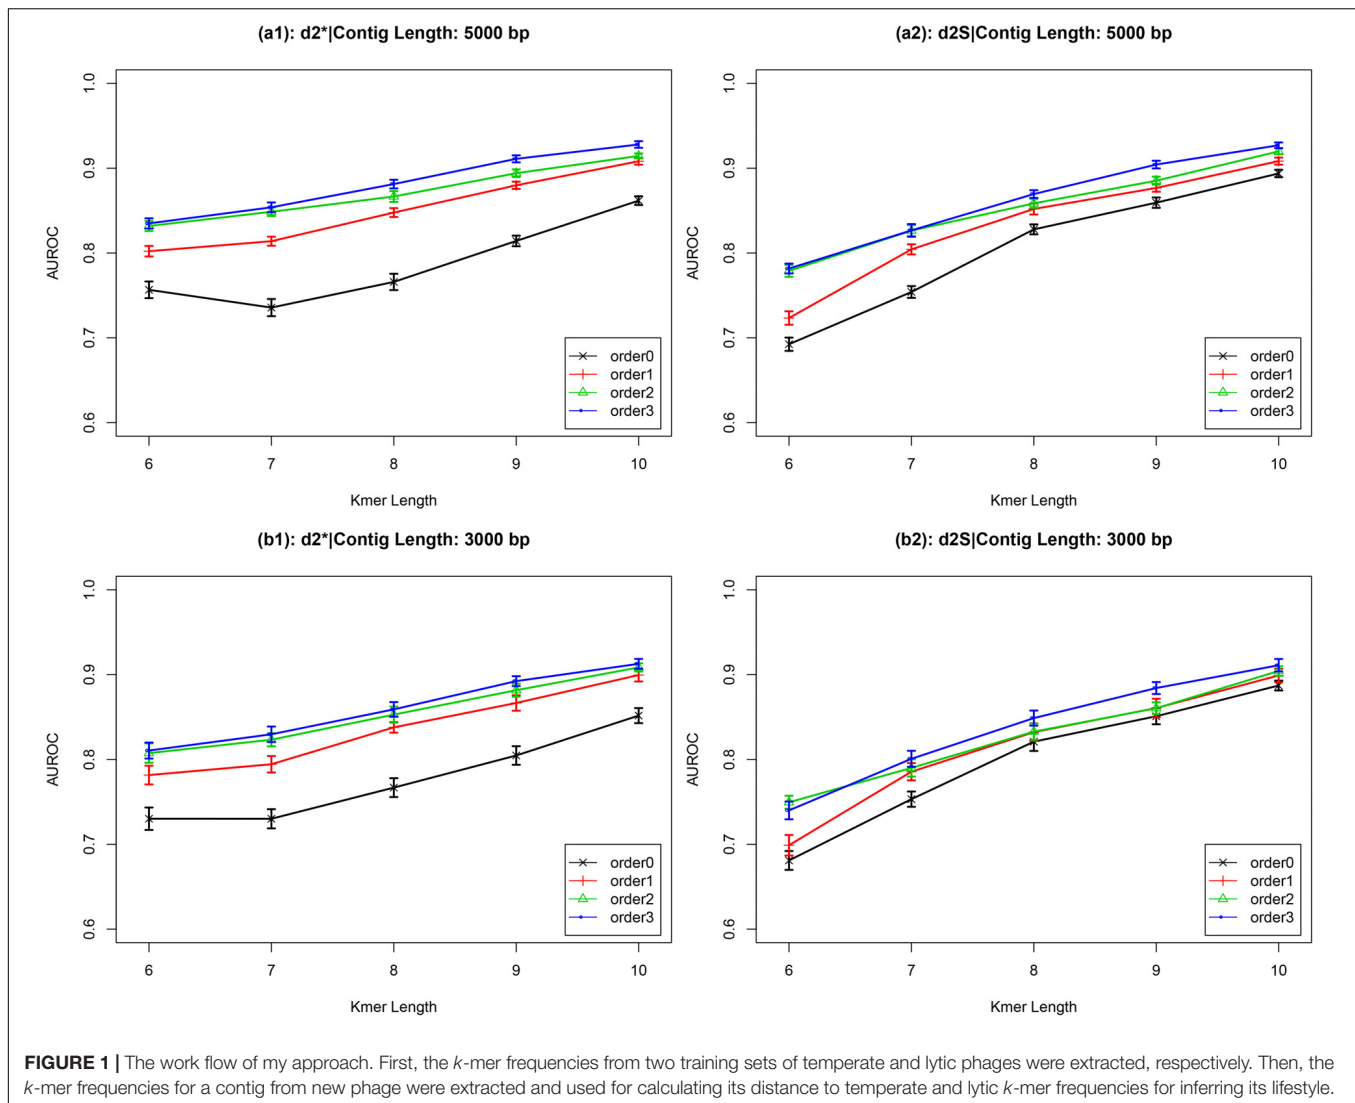 (a1): d2*|Contig Length: 5000 bp
AUROC
1.0
0.9
0.8
0.7
0.6
6 7 8 9 10
Kmer Length
order0
order1
order2
order3
(a2): d2S|Contig Length: 5000 bp
AUROC
1.0
0.9
0.8
0.7
0.6
6 7 8 9 10
Kmer Length
order0
order1
order2
order3
(b1): d2*|Contig Length: 3000 bp
AUROC
1.0
0.9
0.8
0.7
0.6
6 7 8 9 10
Kmer Length
order0
order1
order2
order3
(b2): d2S|Contig Length: 3000 bp
AUROC
1.0
0.9
0.8
0.7
0.6
6 7 8 9 10
Kmer Length
order0
order1
order2
order3
FIGURE 1 | The work flow of my approach. First, the k-mer frequencies from two training sets of temperate and lytic phages were extracted, respectively. Then, the
k-mer frequencies for a contig from new phage were extracted and used for calculating its distance to temperate and lytic k-mer frequencies for inferring its lifestyle.